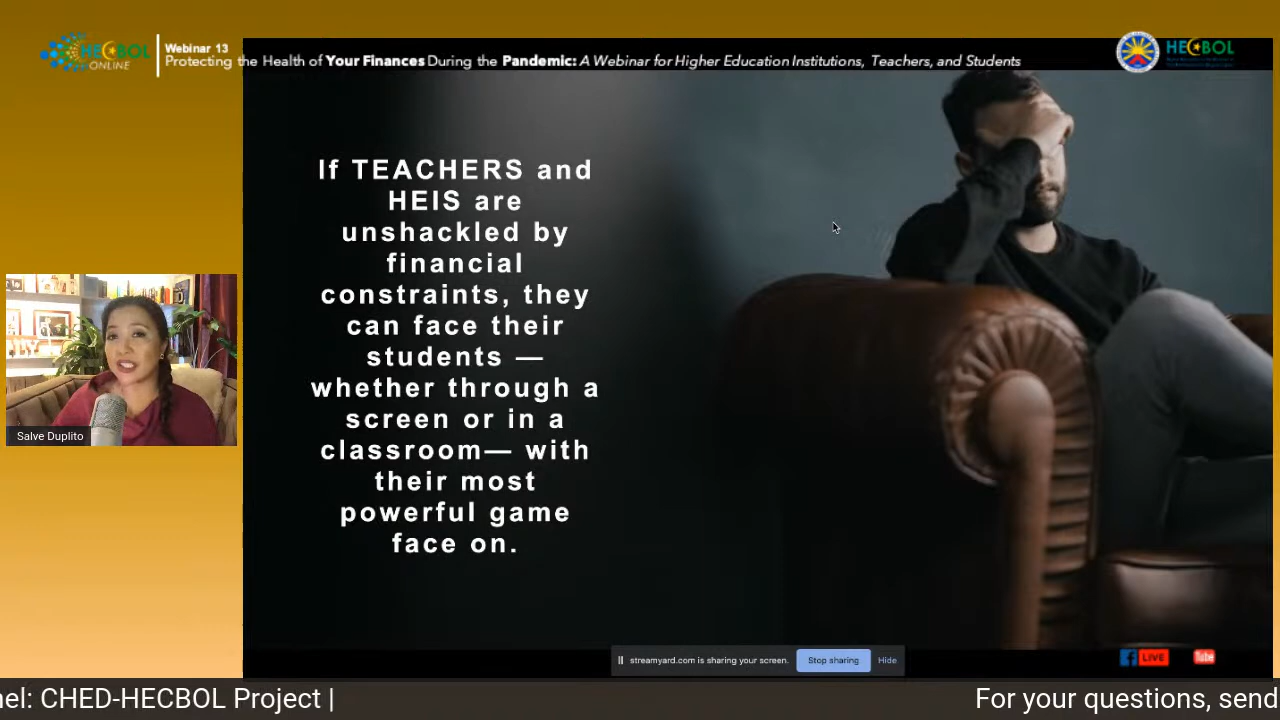 HECBOL
ONLINE
Webinar 13
Protecting the Health of Your Finances During the Pandemic: A Webinar for Higher Education Institutions, Teachers, and Students
HECBOL
If TEACHERS and
HEIS are
unshackled by
financial
constraints, they
can face their
students —
whether through a
screen or in a
classroom— with
their most
powerful game
face on.
Salve Duplito
streamyard.com is sharing your screen.
Stop sharing
Hide
LIVE
Tube
nel: CHED-HECBOL Project |
For your questions, send